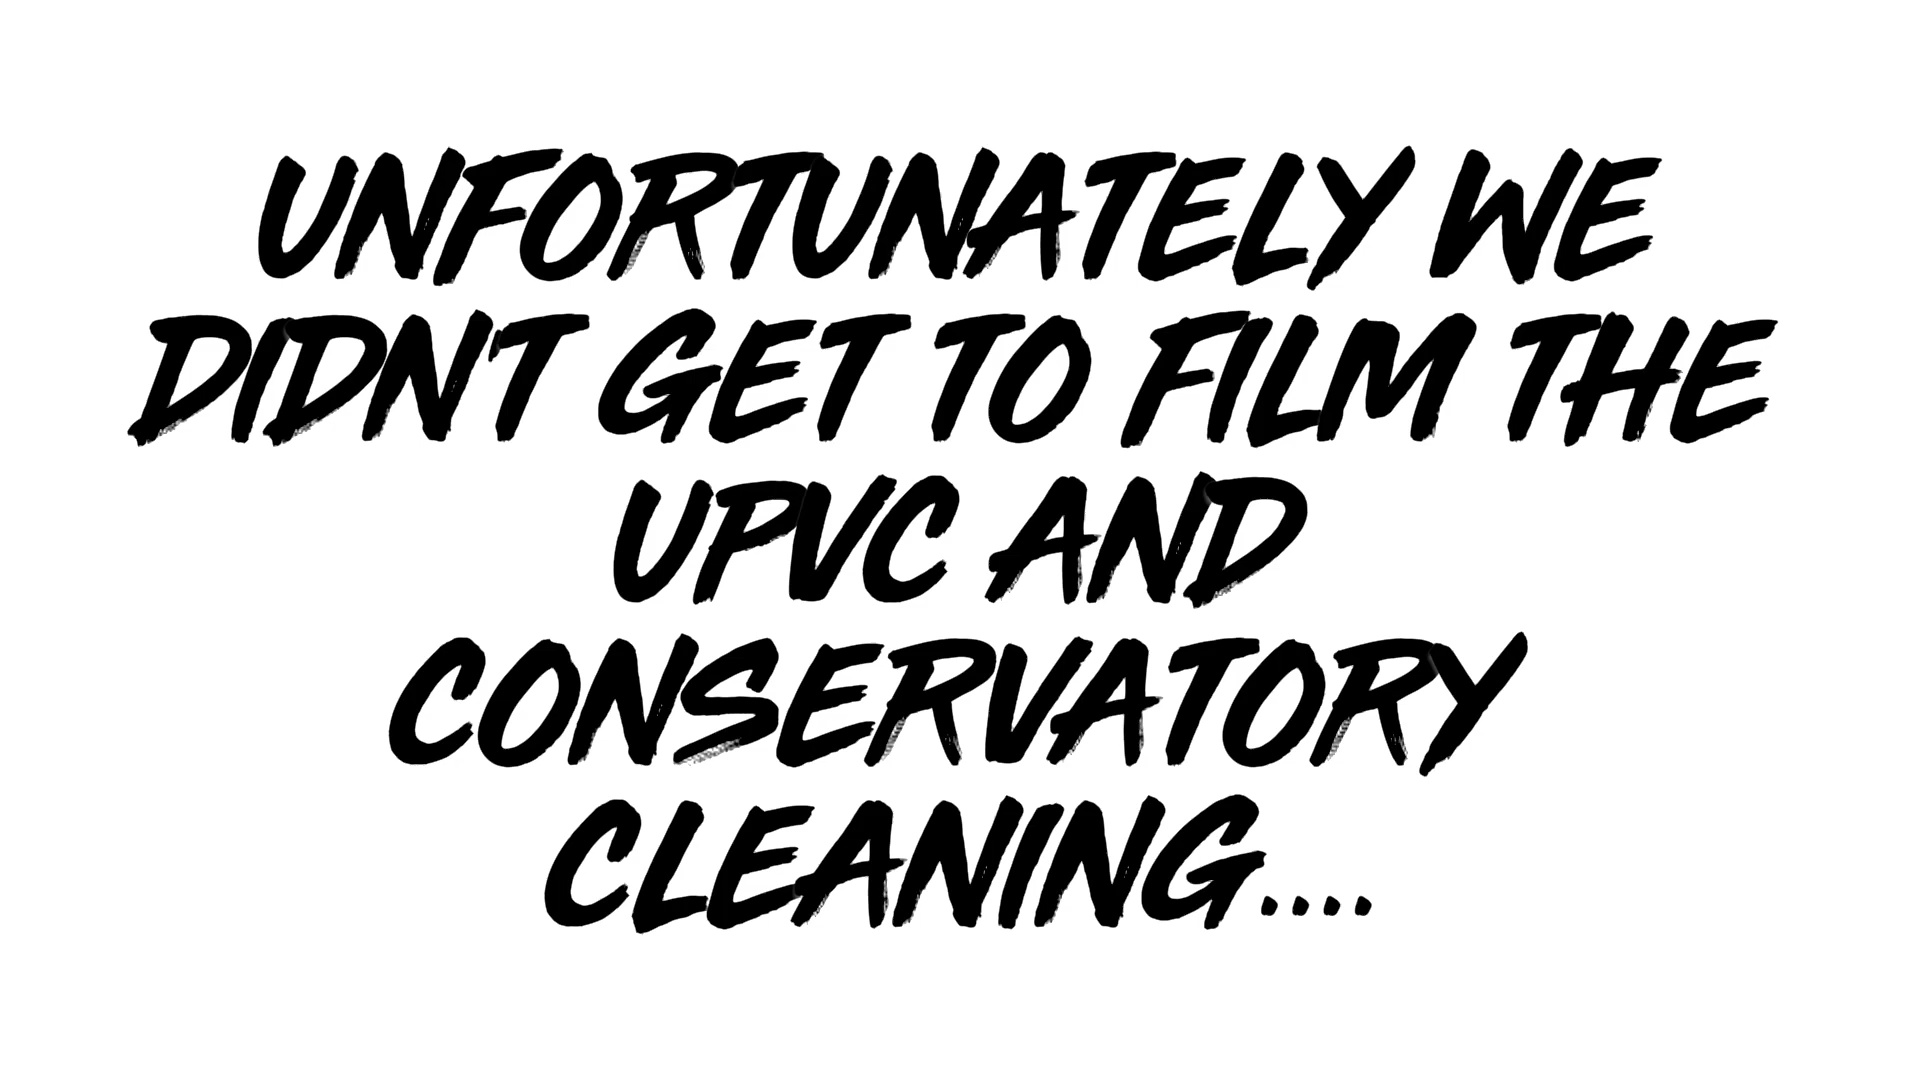 UNFORTUNATELY WE
DIDN'T GET TO FILM THE
UPVC AND
CONSERVATORY
CLEANING....